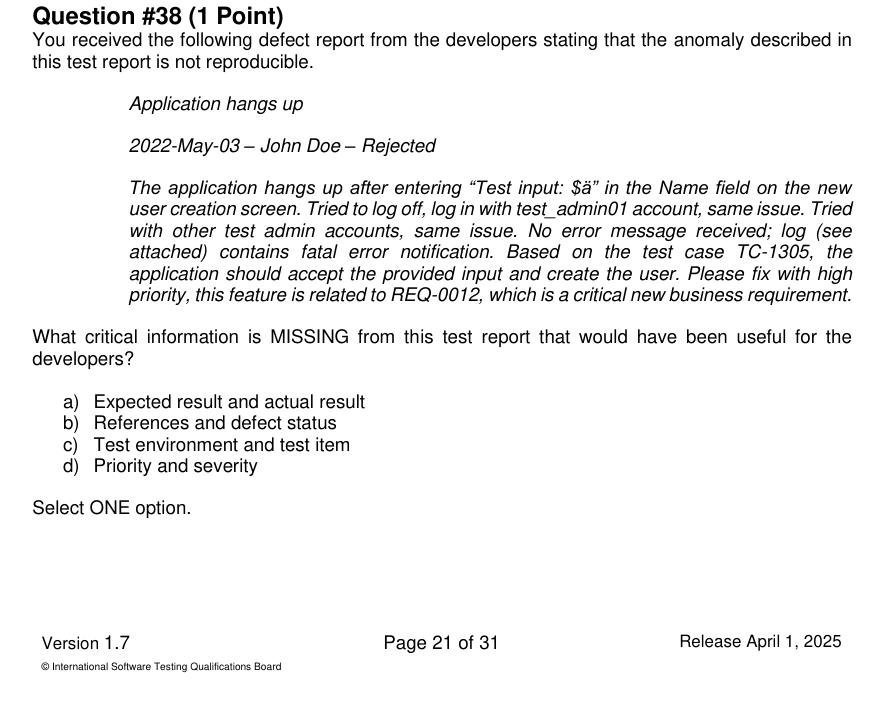 Question #38 (1 Point)
You received the following defect report from the developers stating that the anomaly described in
this test report is not reproducible.
Application hangs up
2022-May-03 – John Doe – Rejected
The application hangs up after entering “Test input: $ä” in the Name field on the new
user creation screen. Tried to log off, log in with test_admin01 account, same issue. Tried
with other test admin accounts, same issue. No error message received; log (see
attached) contains fatal error notification. Based on the test case TC-1305, the
application should accept the provided input and create the user. Please fix with high
priority, this feature is related to REQ-0012, which is a critical new business requirement.
What critical information is MISSING from this test report that would have been useful for the
developers?
a) Expected result and actual result
b) References and defect status
c) Test environment and test item
d) Priority and severity
Select ONE option.
Version 1.7 Page 21 of 31 Release April 1, 2025
© International Software Testing Qualifications Board